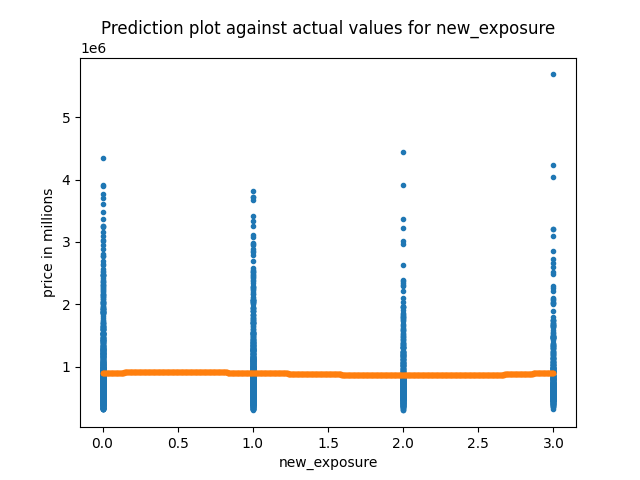 Prediction plot against actual values for new_exposure
1e6
5
4
3
2
1
price in millions
0.0 0.5 1.0 1.5 2.0 2.5 3.0
new_exposure